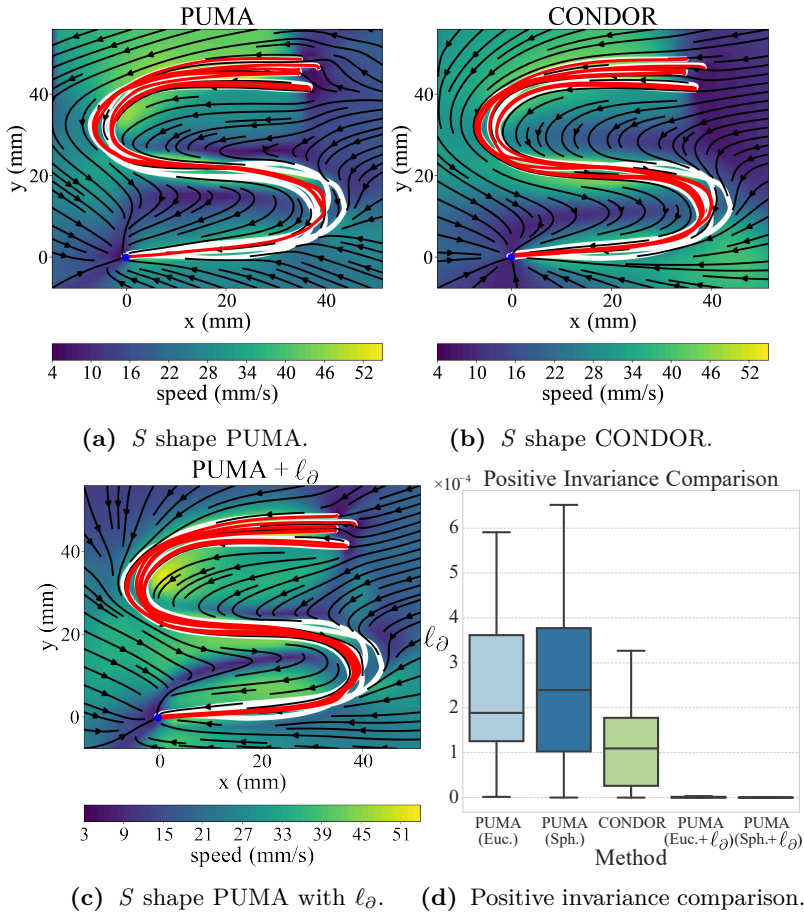 PUMA
CONDOR
y (mm)
40
20
0
0 20 40
x (mm)
y (mm)
40
20
0
0 20 40
x (mm)
4 10 16 22 28 34 40 46 52
speed (mm/s)
4 10 16 22 28 34 40 46 52
speed (mm/s)
(a) S shape PUMA.
(b) S shape CONDOR.
PUMA + ℓ∂
y (mm)
40
20
0
0 20 40
x (mm)
3 9 15 21 27 33 39 45 51
speed (mm/s)
(c) S shape PUMA with ℓ∂.
×10⁻⁴ Positive Invariance Comparison
6
5
4
3
2
1
0
ℓ∂
PUMA (Euc.)
PUMA (Sph.)
CONDOR
PUMA (Euc.+ℓ∂)
PUMA (Sph.+ℓ∂)
Method
(d) Positive invariance comparison.